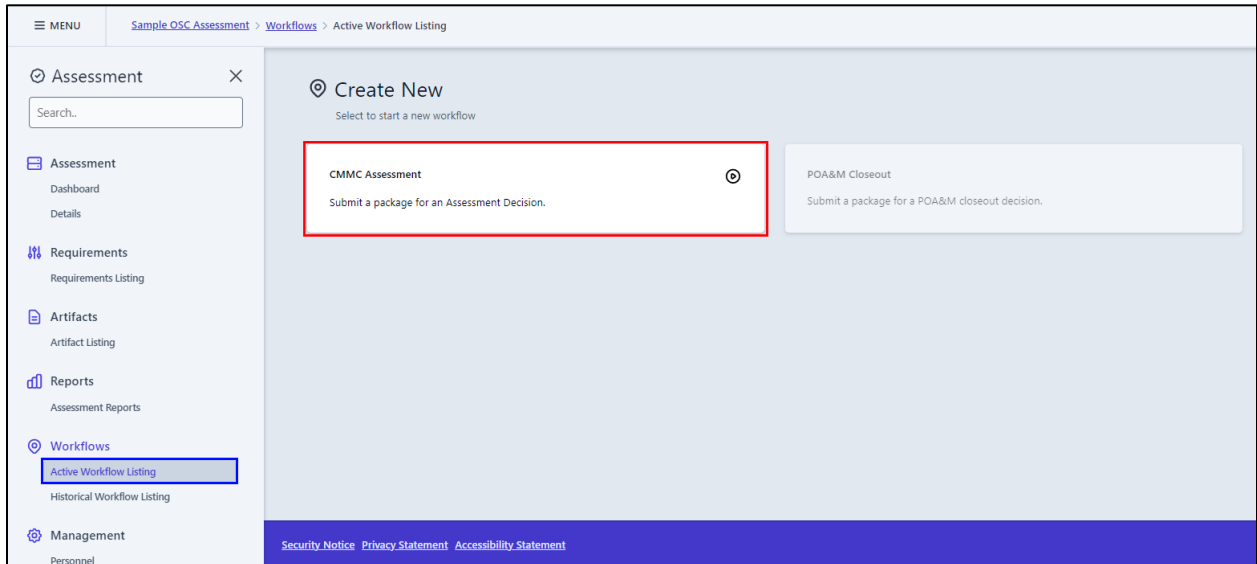 MENU
Sample OSC Assessment > Workflows > Active Workflow Listing
Assessment
Search..
Assessment
Dashboard
Details
Requirements
Requirements Listing
Artifacts
Artifact Listing
Reports
Assessment Reports
Workflows
Active Workflow Listing
Historical Workflow Listing
Management
Personnel
Create New
Select to start a new workflow
CMMC Assessment
Submit a package for an Assessment Decision.
POA&M Closeout
Submit a package for a POA&M closeout decision.
Security Notice Privacy Statement Accessibility Statement